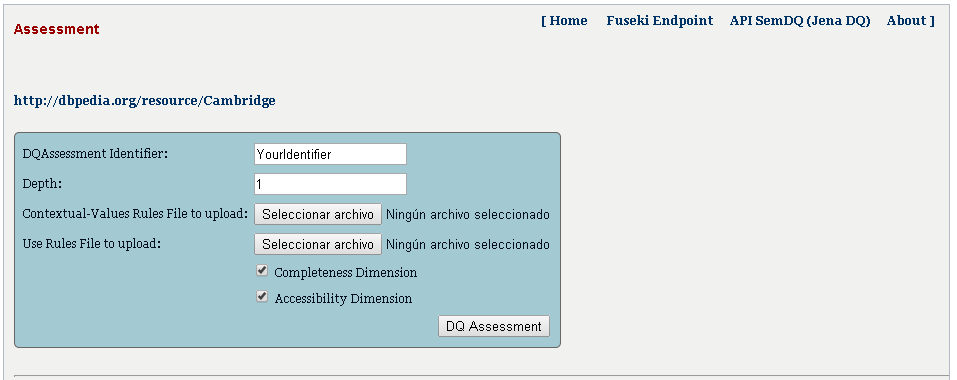 Assessment
[ Home Fuseki Endpoint API SemDQ (Jena DQ) About ]
http://dbpedia.org/resource/Cambridge
DQAssessment Identifier: YourIdentifier
Depth: 1
Contextual-Values Rules File to upload: Seleccionar archivo Ningún archivo seleccionado
Use Rules File to upload: Seleccionar archivo Ningún archivo seleccionado
Completeness Dimension
Accessibility Dimension
DQ Assessment